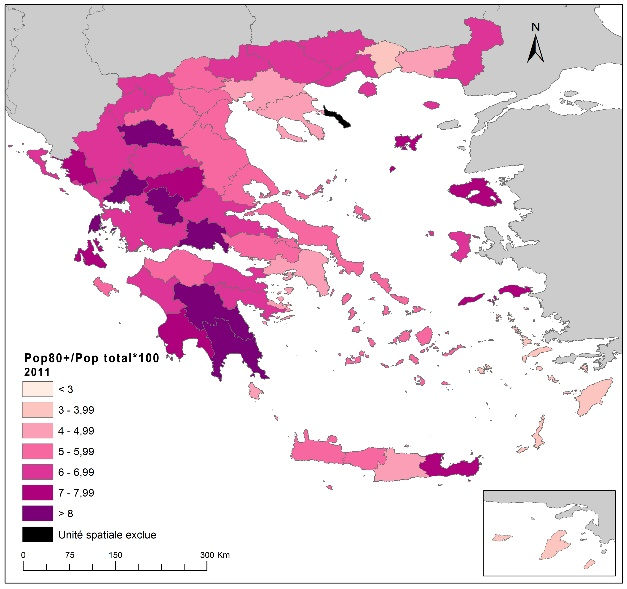 N
Pop80+/Pop total*100
2011
< 3
3 - 3,99
4 - 4,99
5 - 5,99
6 - 6,99
7 - 7,99
> 8
Unité spatiale exclue
0 75 150 300 Km